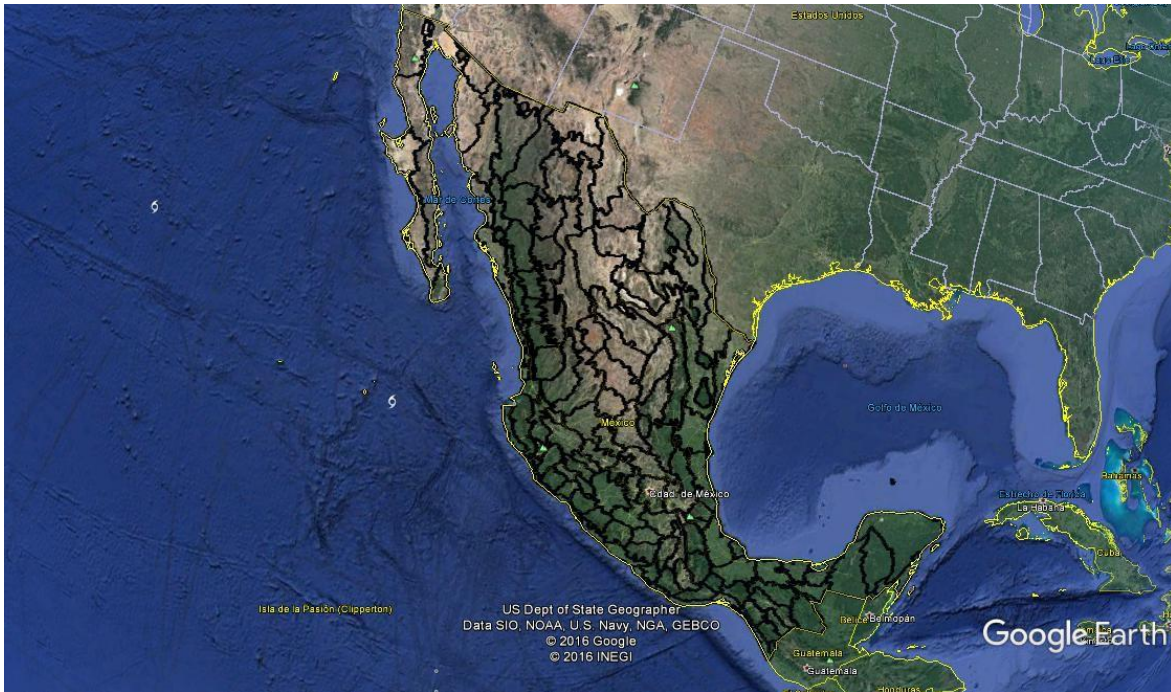 Estados Unidos
Mar de Cortés
Golfo de México
México
Cdad. de México
Bahamas
Estrecho de Florida
La Habana
Cuba
Isla de la Pasión (Clipperton)
US Dept of State Geographer
Data SIO, NOAA, U.S. Navy, NGA, GEBCO
© 2016 Google
© 2016 INEGI
Belice
Belmopán
Google Earth
Guatemala
Guatemala
Honduras